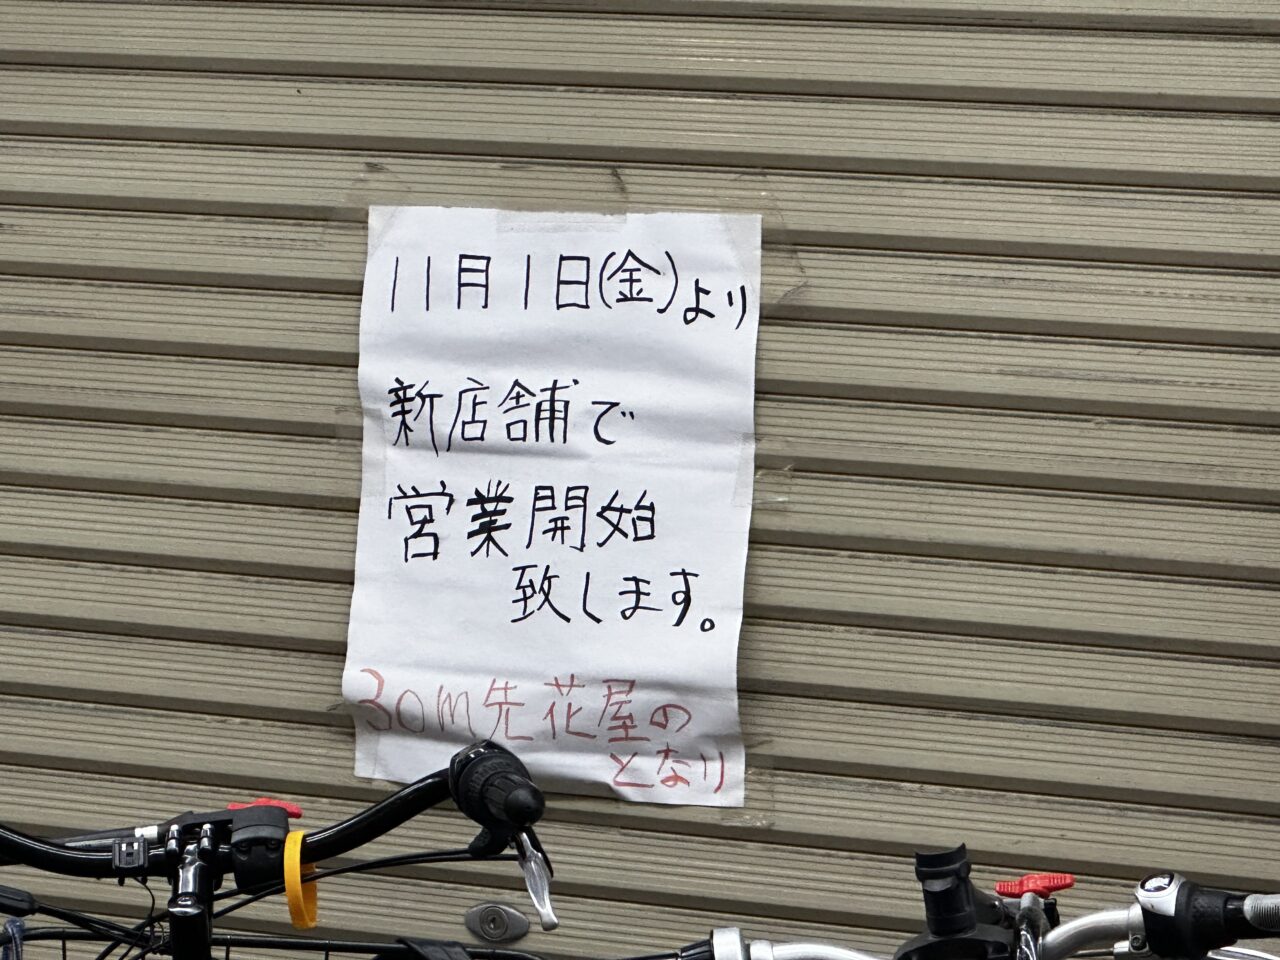 11月1日(金)より
新店舗で
営業開始
致します。
30m先花屋の
となり